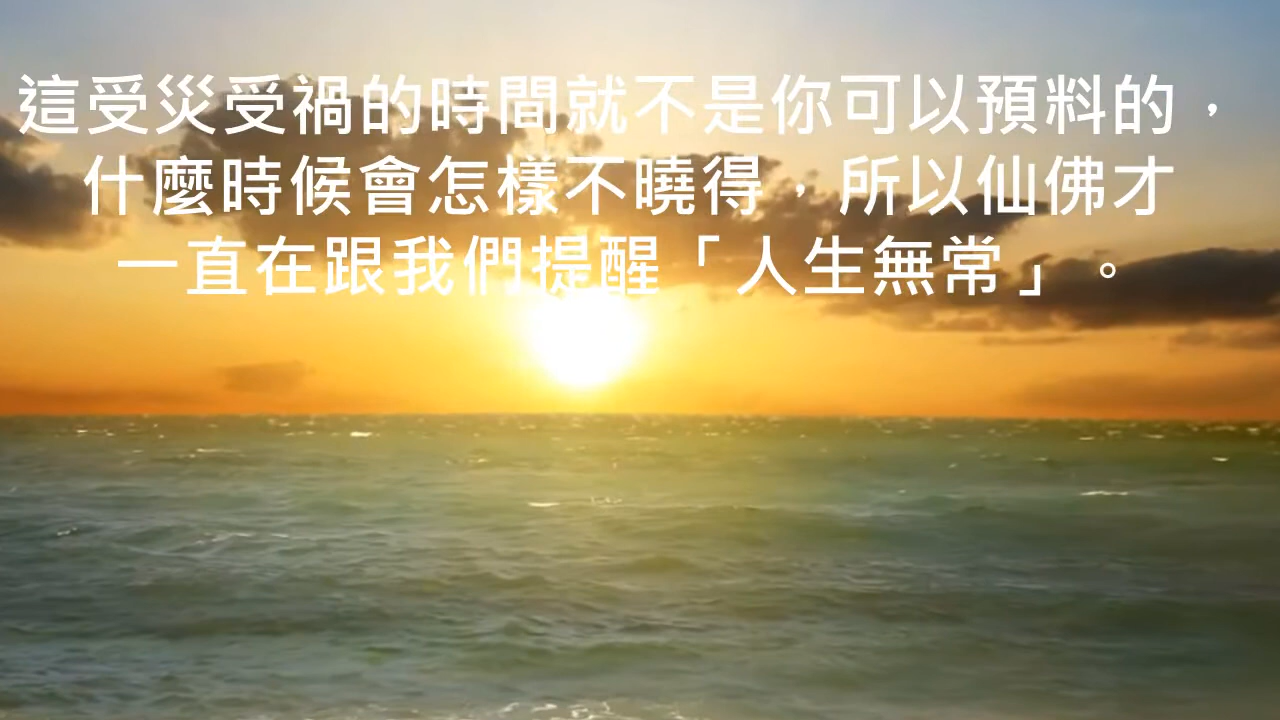 這受災受禍的時間就不是你可以預料的，
什麼時候會怎樣不曉得，所以仙佛才
一直在跟我們提醒「人生無常」。